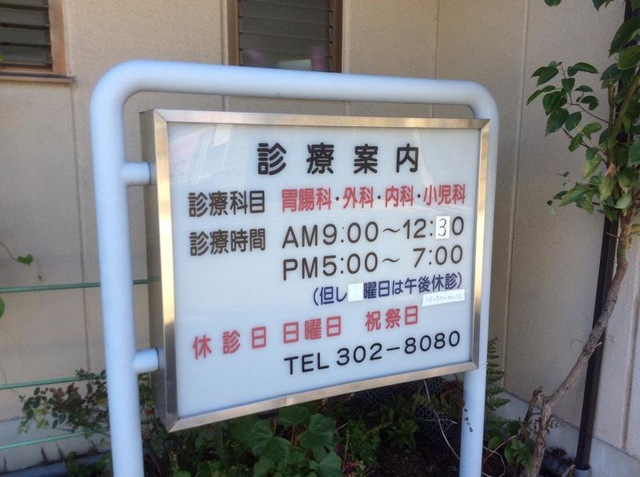 診療案内
診療科目 胃腸科・外科・内科・小児科
診療時間 AM9:00〜12:30
PM5:00〜 7:00
(但し 曜日は午後休診)
休診日 日曜日 祝祭日
TEL 302-8080